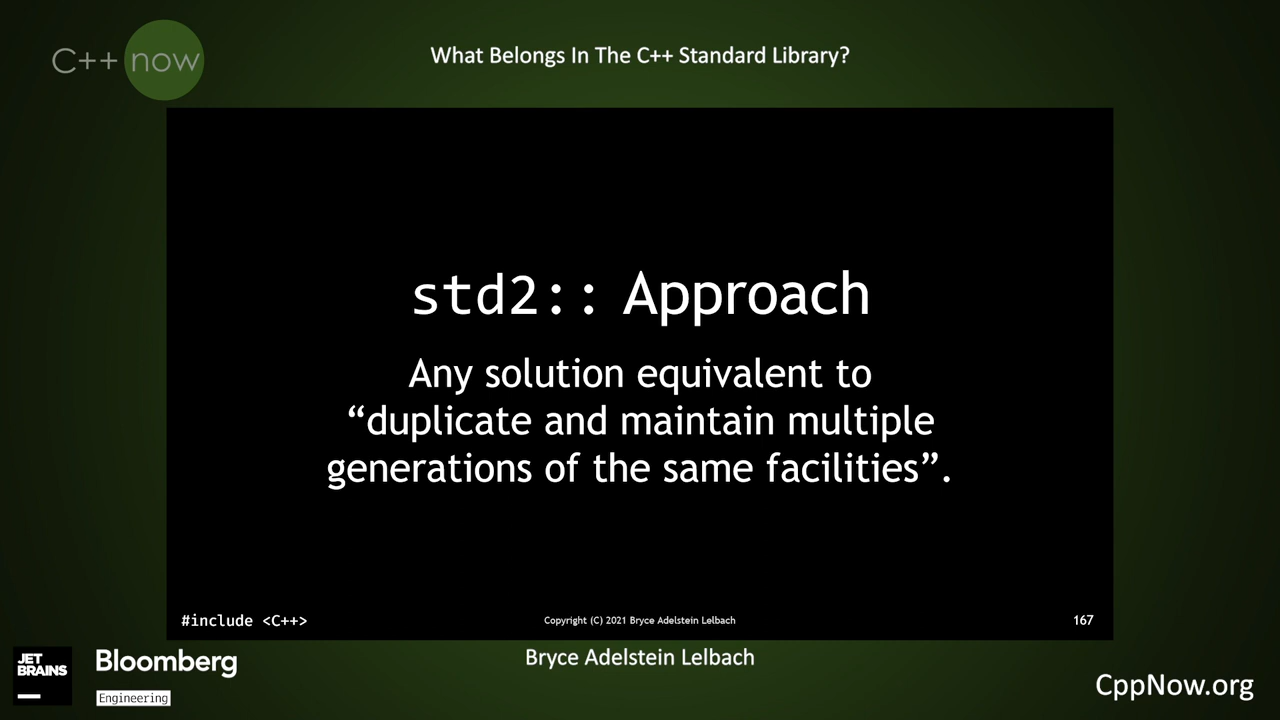 C++ now
What Belongs In The C++ Standard Library?
std2:: Approach
Any solution equivalent to
“duplicate and maintain multiple
generations of the same facilities”.
#include <C++>
Copyright (C) 2021 Bryce Adelstein Lelbach
167
JET
BRAINS
Bloomberg
Engineering
Bryce Adelstein Lelbach
CppNow.org